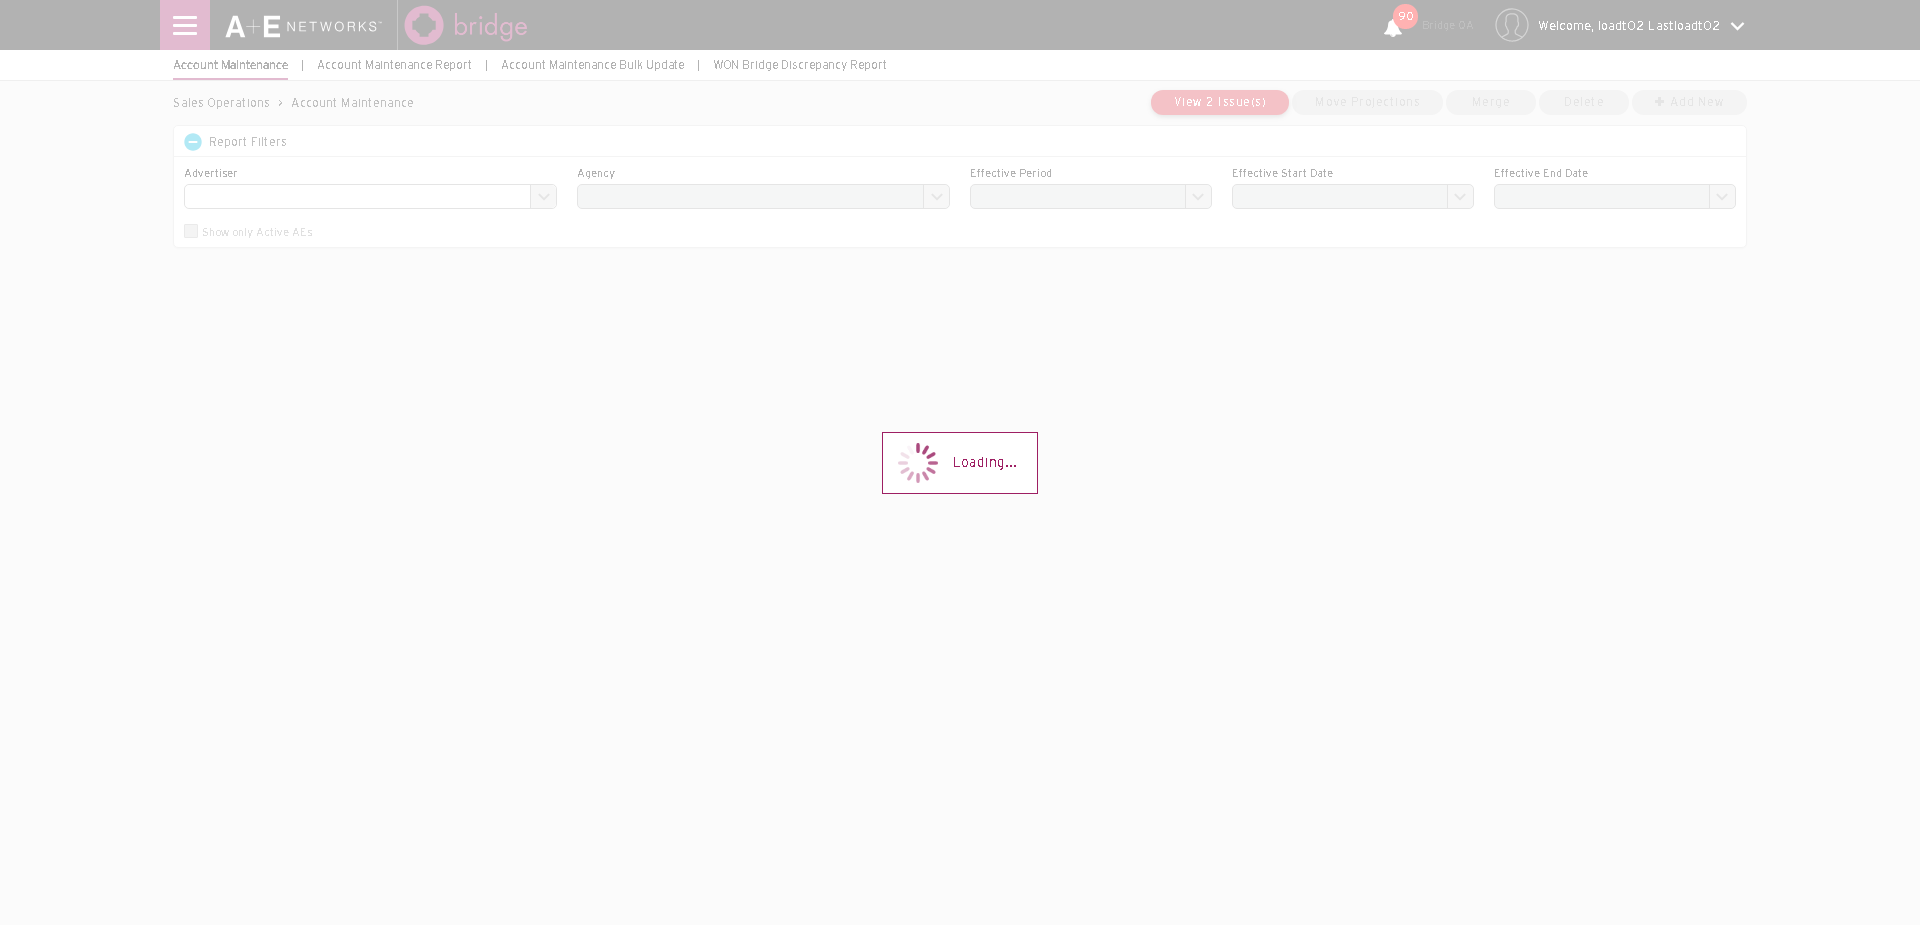 A+E NETWORKS bridge 90 Bridge QA Welcome, loadt02 Lastloadt02
Account Maintenance | Account Maintenance Report | Account Maintenance Bulk Update | WON Bridge Discrepancy Report
Sales Operations > Account Maintenance View 2 Issue(s) Move Projections Merge Delete + Add New
Report Filters
Advertiser Agency Effective Period Effective Start Date Effective End Date
Show only Active AEs
Loading...